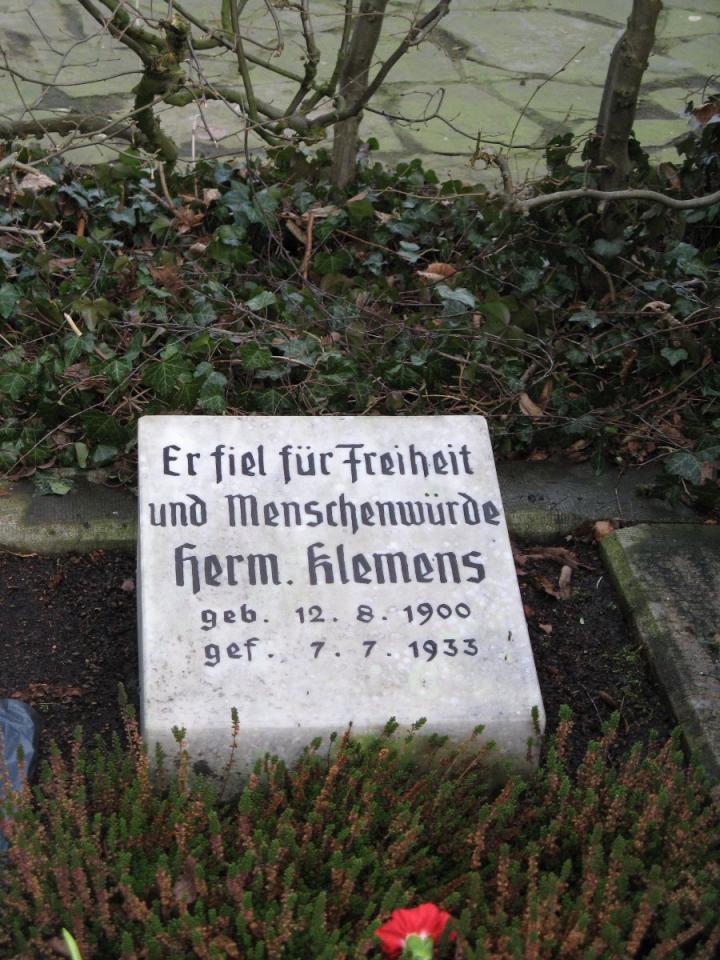 Er fiel für Freiheit
und Menschenwürde
Herm. Klemens
geb. 12.8.1900
gef. 7.7.1933